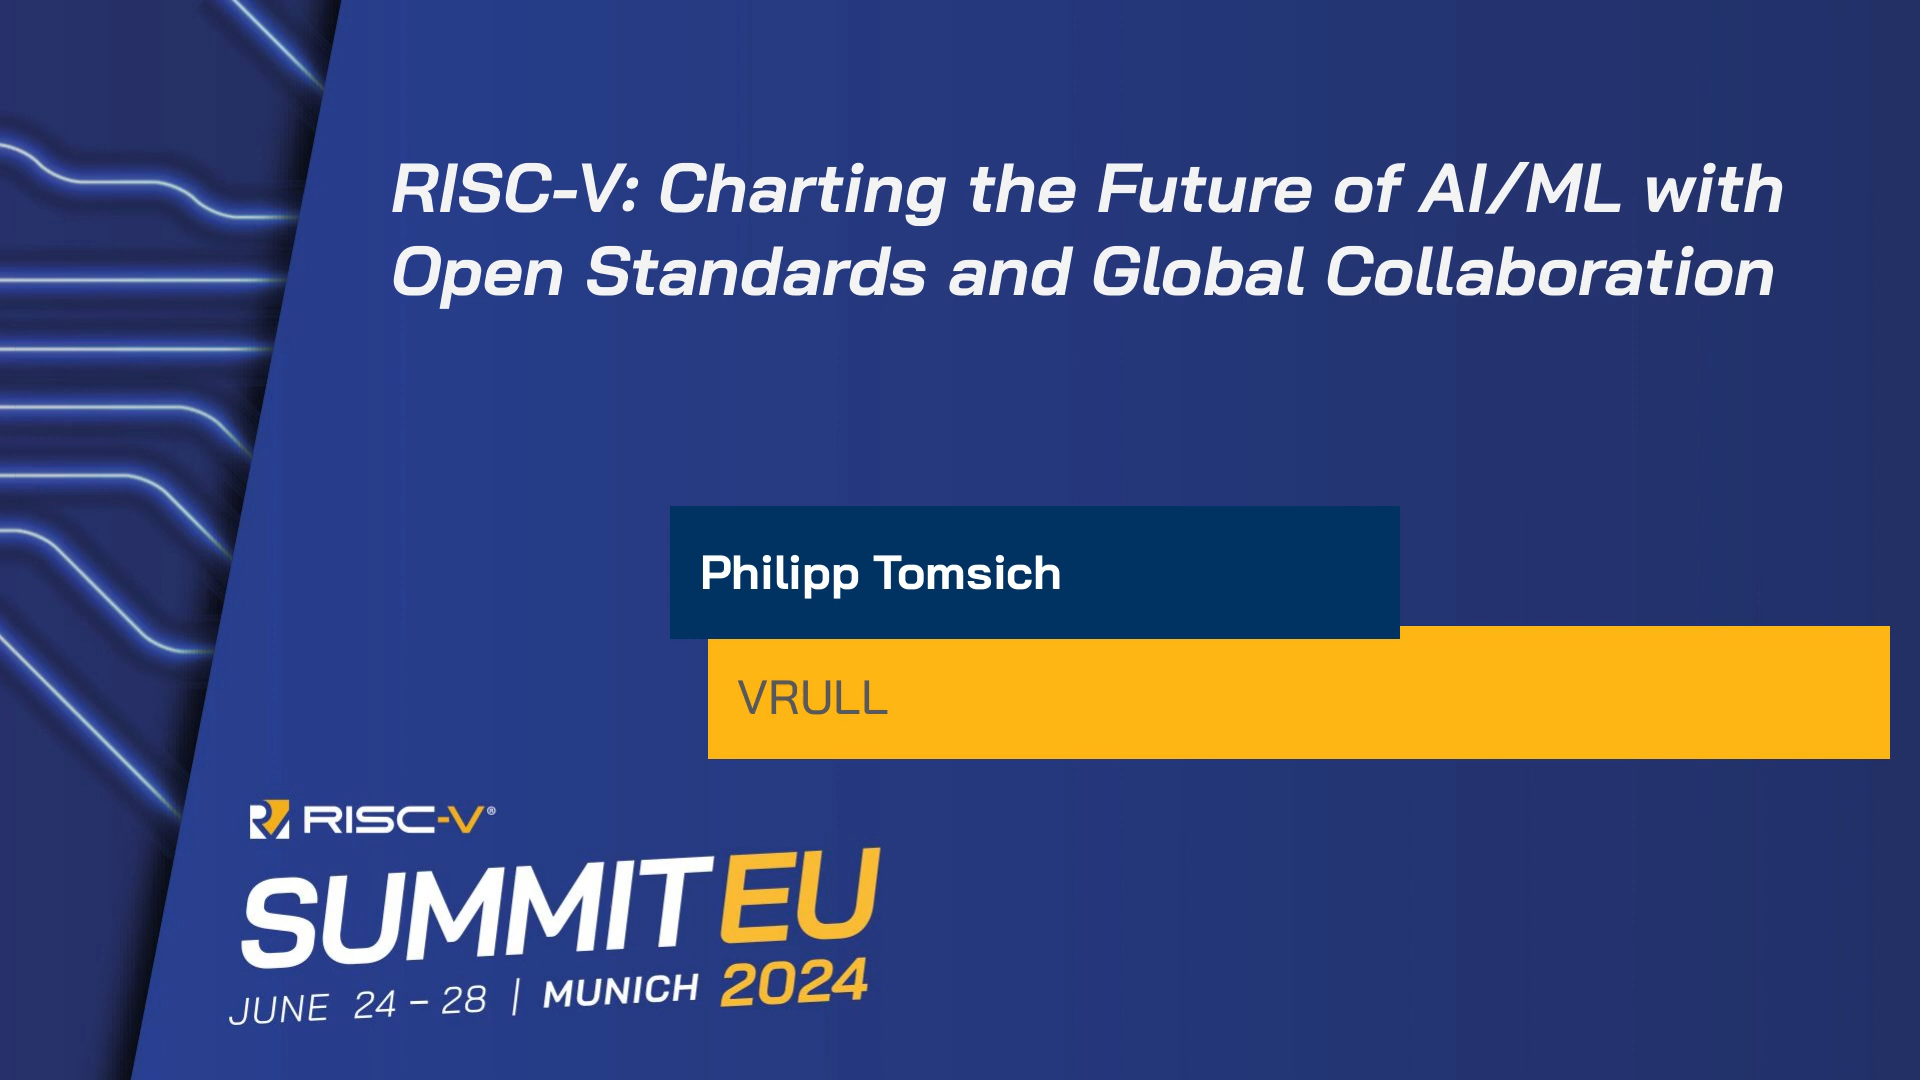 RISC-V: Charting the Future of AI/ML with
Open Standards and Global Collaboration
Philipp Tomsich
VRULL
RISC-V®
SUMMIT EU
JUNE 24 – 28 | MUNICH 2024